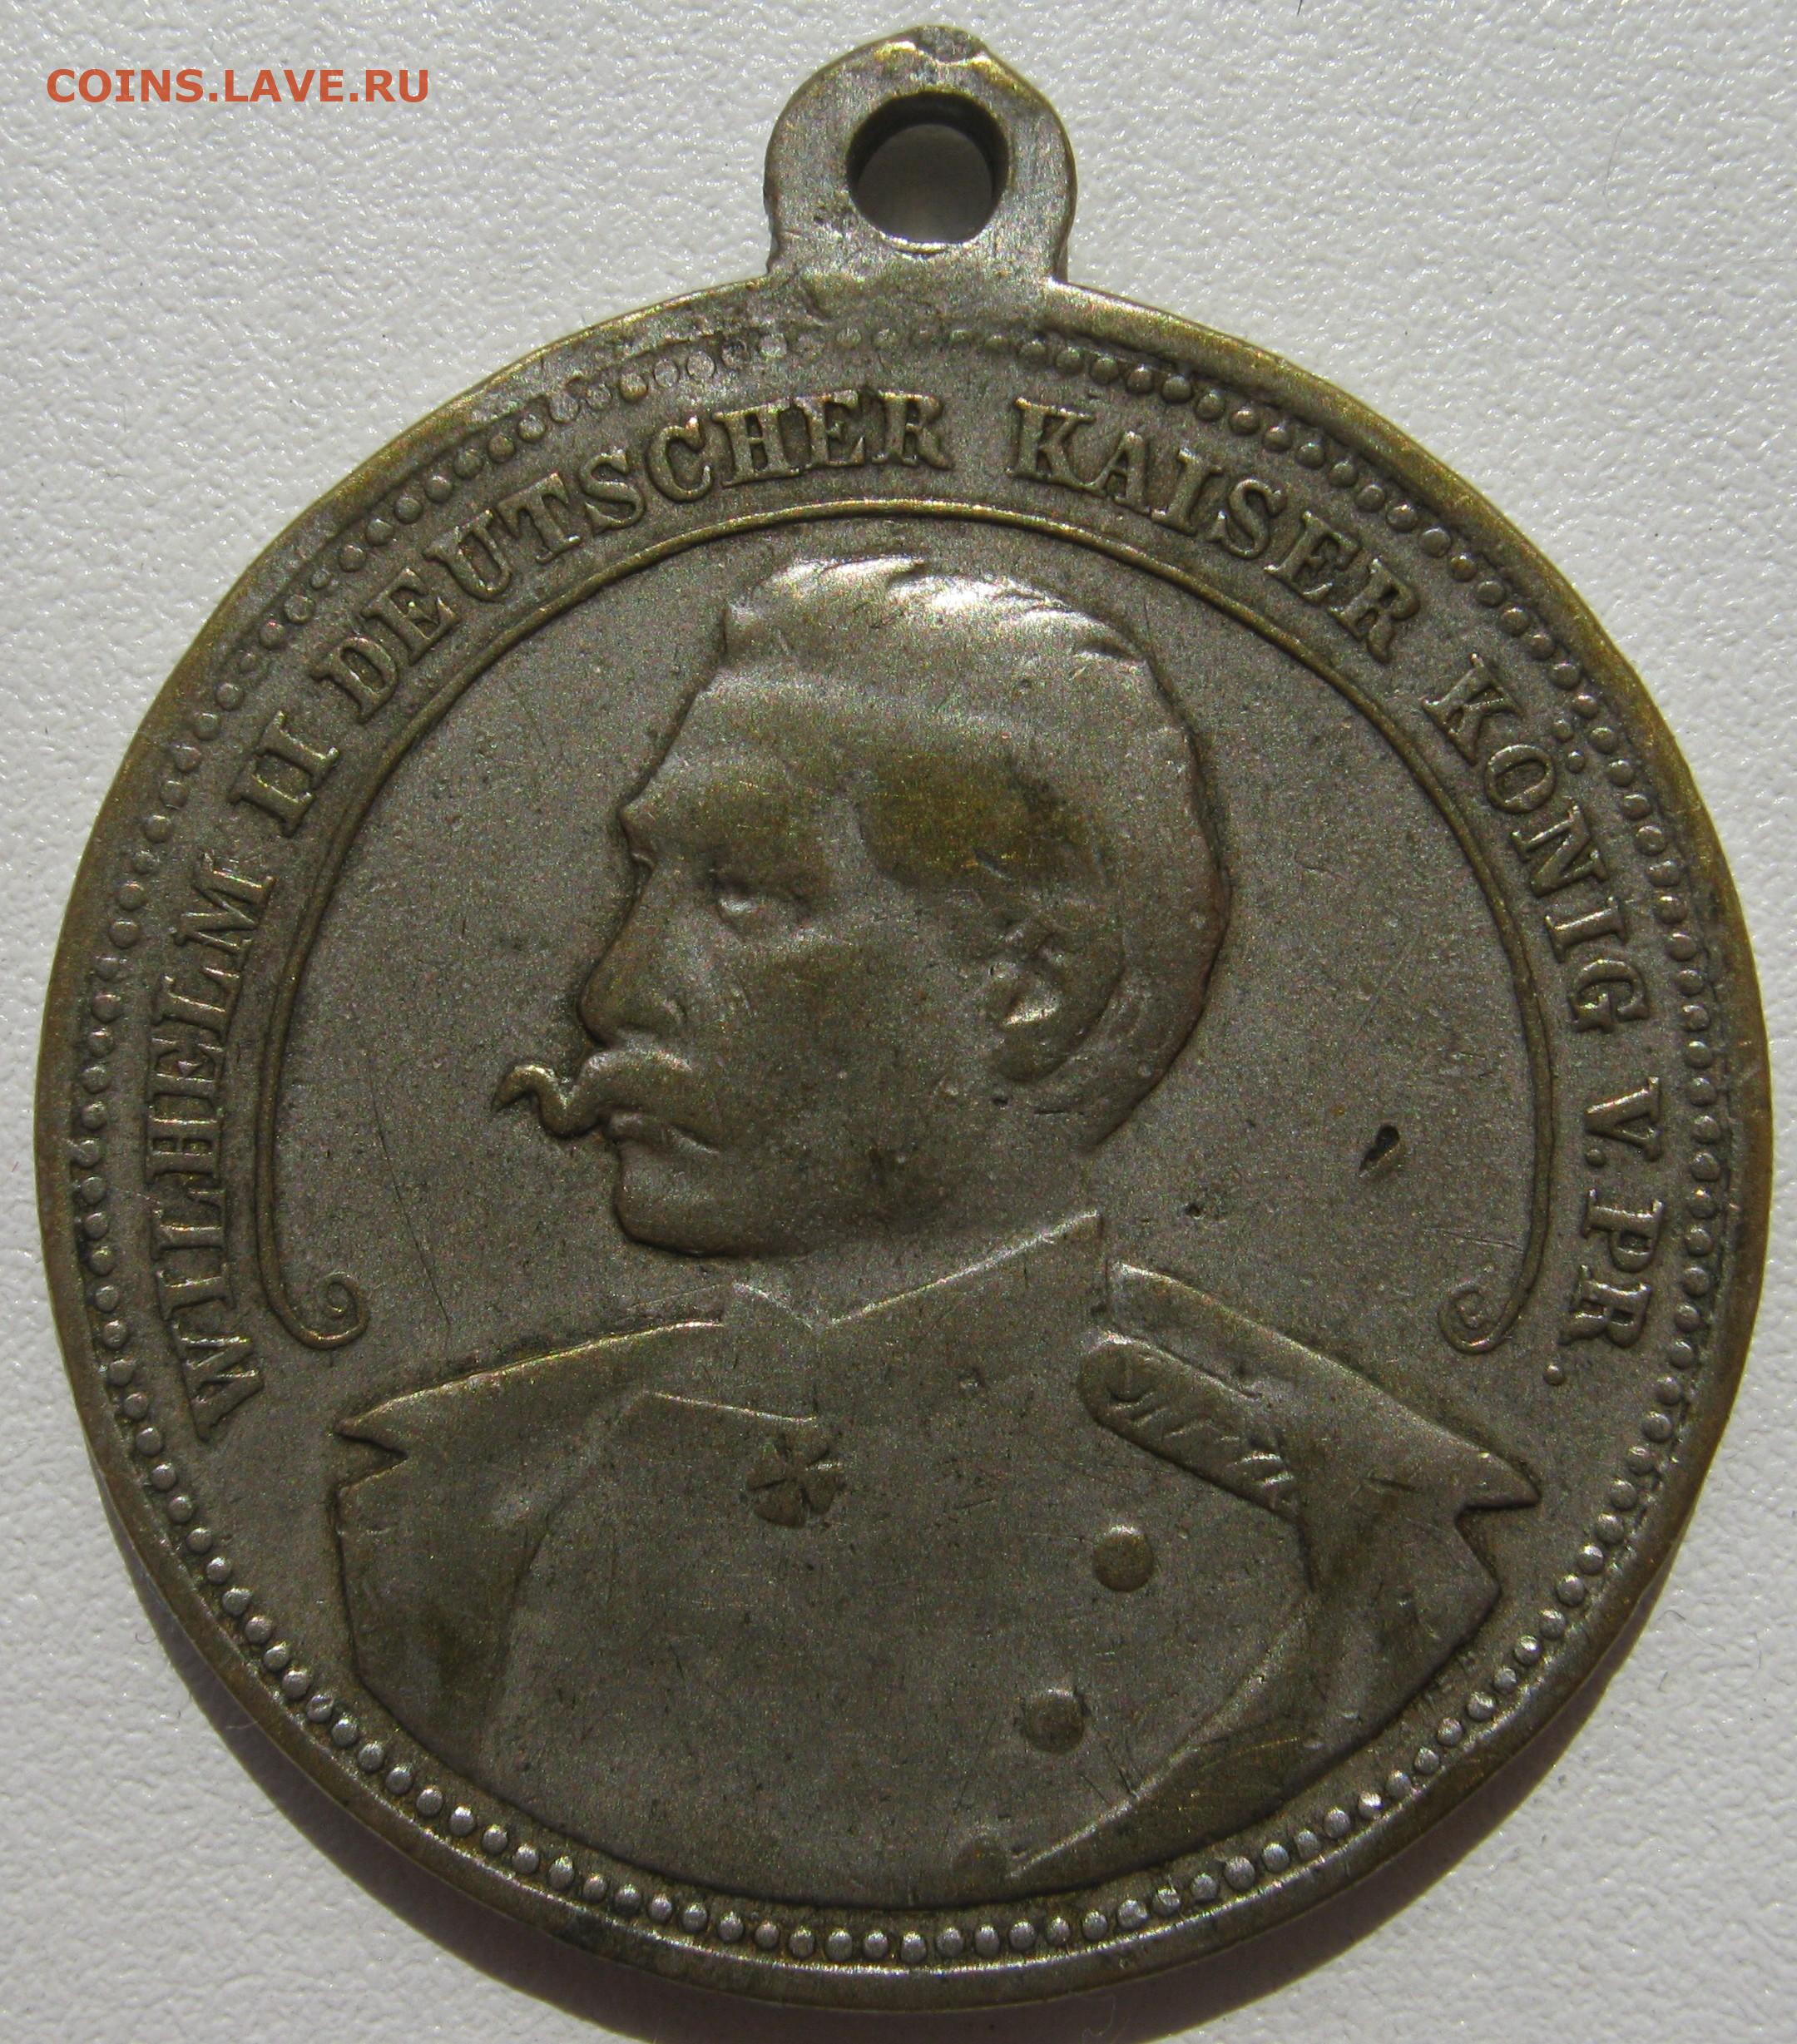 COINS.LAVE.RU
WILHELM II DEUTSCHER KAISER KÖNIG V. PR.